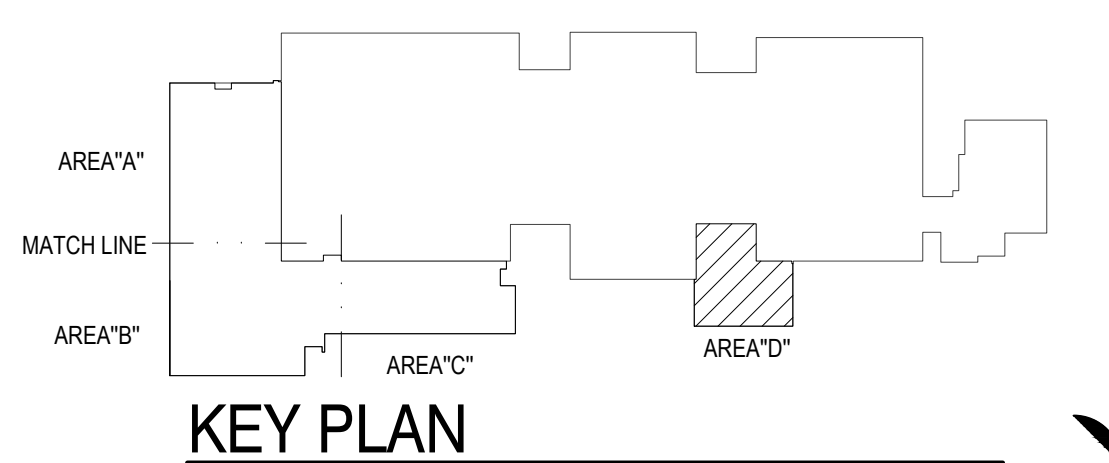 AREA"A"
MATCH LINE
AREA"B"
AREA"C"
AREA"D"
KEY PLAN